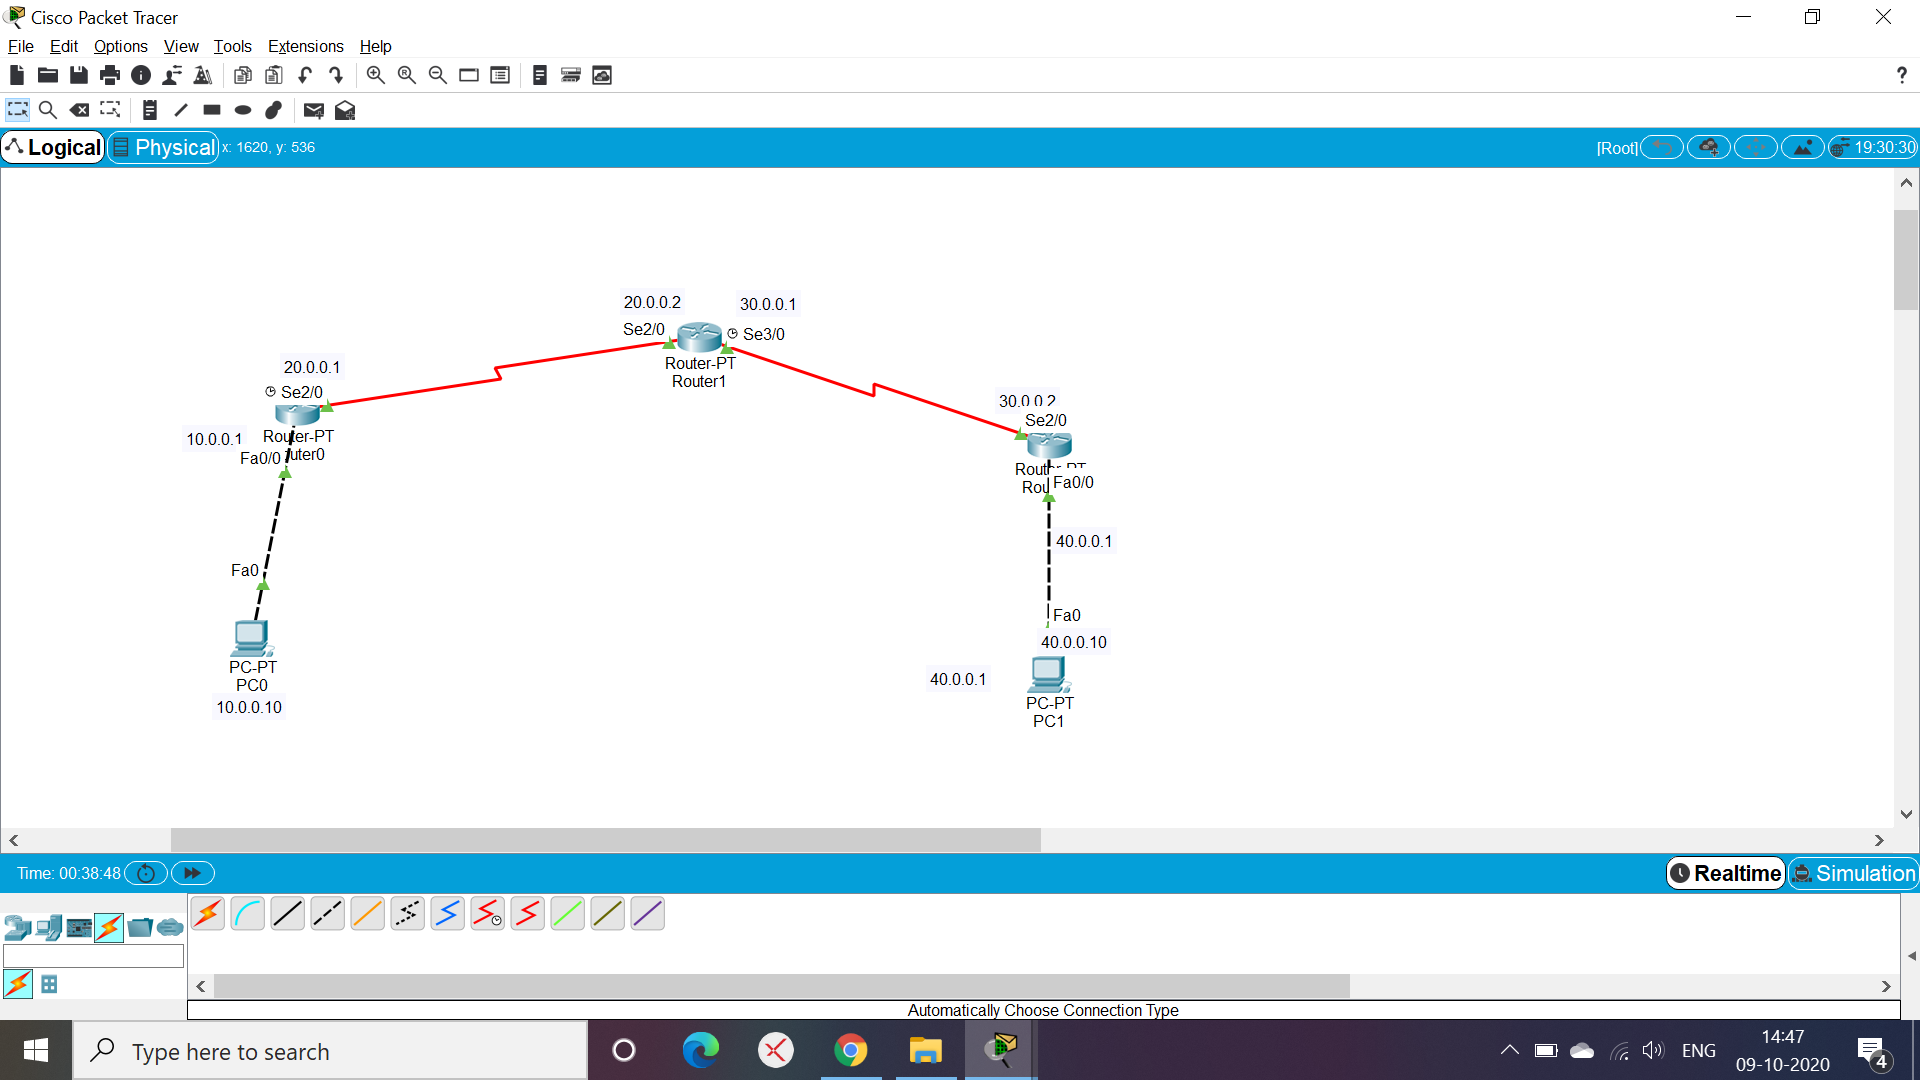 Cisco Packet Tracer
File Edit Options View Tools Extensions Help
?
Logical Physical x: 1620, y: 536 [Root] 19:30:30
20.0.0.2 30.0.0.1
Se2/0 Se3/0
Router-PT
Router1
20.0.0.1
Se2/0
10.0.0.1 Router-PT
Fa0/0 uter0
30.0.0.2
Se2/0
Rou
Fa0/0
40.0.0.1
Fa0
PC-PT
PC0
10.0.0.10
Fa0
40.0.0.10
40.0.0.1
PC-PT
PC1
Time: 00:38:48 Realtime Simulation
Automatically Choose Connection Type
Type here to search
ENG
14:47
09-10-2020
4